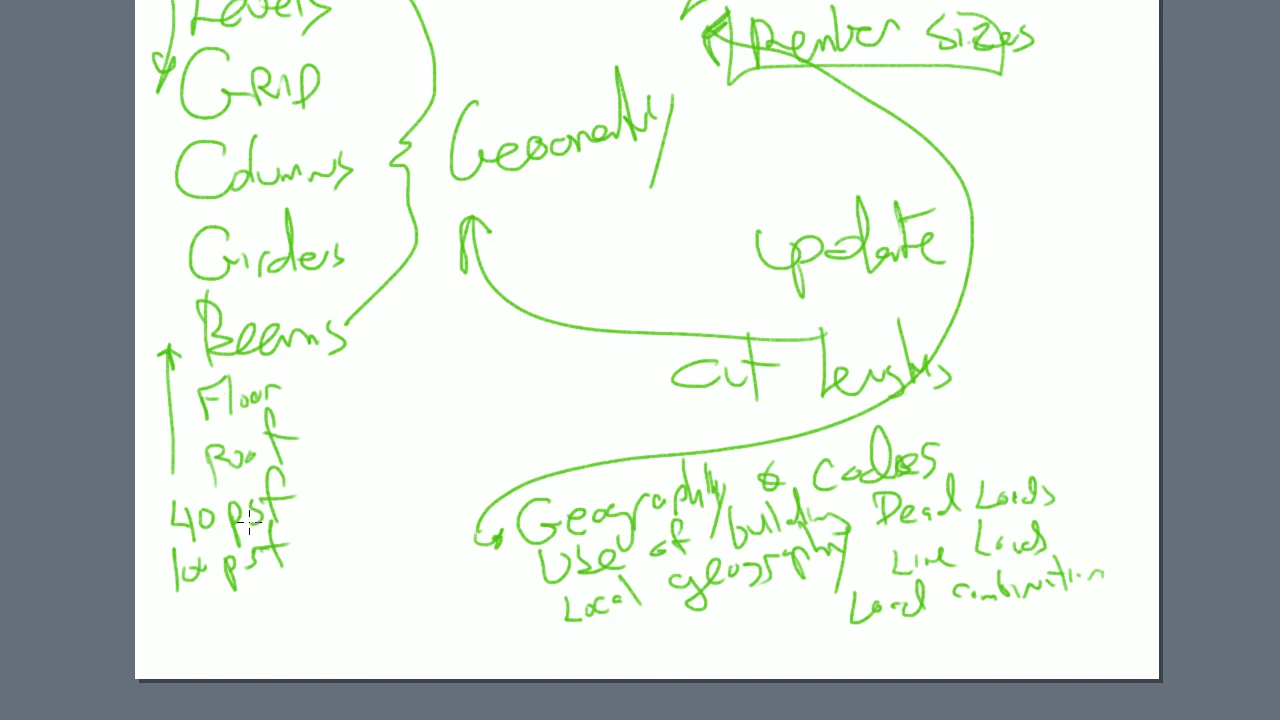 Levels
GRID
Columns
Girders
Beams
Floor
Roof
40 psf
100 psf
Geometry
Member Sizes
update
cut lengths
Geography & Codes
Use of building
Local geography
Dead Loads
Live Loads
Load combination